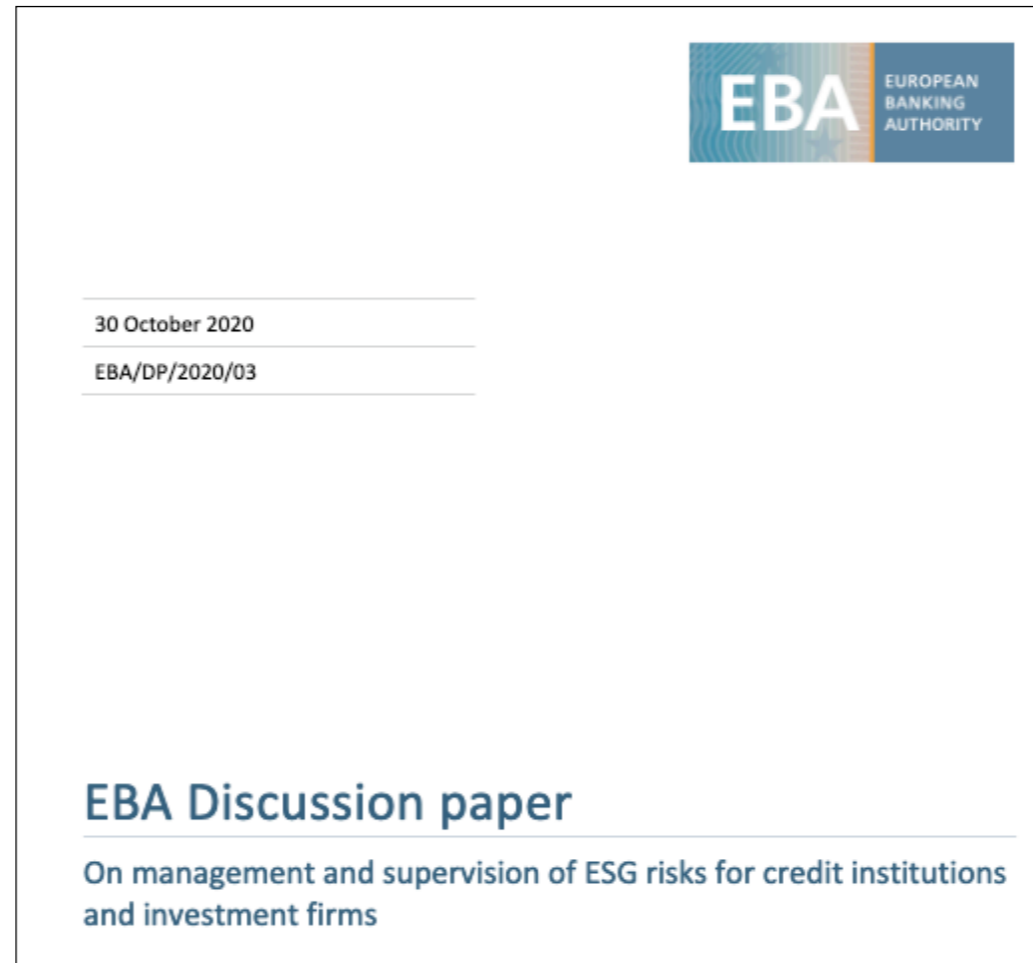 EBA
EUROPEAN
BANKING
AUTHORITY
30 October 2020
EBA/DP/2020/03
EBA Discussion paper
On management and supervision of ESG risks for credit institutions
and investment firms